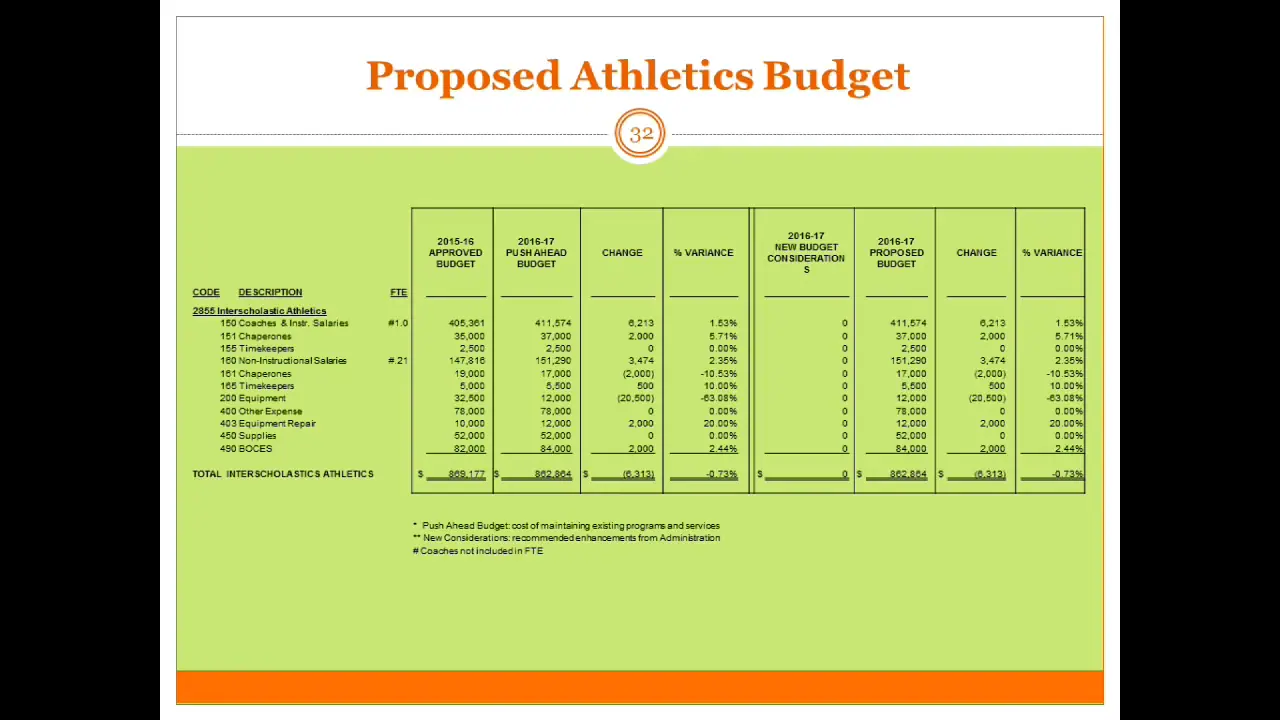 Proposed Athletics Budget
32
2015-16 APPROVED BUDGET 2016-17 PUSH AHEAD BUDGET CHANGE % VARIANCE 2016-17 NEW BUDGET CONSIDERATION S 2016-17 PROPOSED BUDGET CHANGE % VARIANCE
CODE DESCRIPTION FTE
2855 Interscholastic Athletics
150 Coaches & Instr. Salaries #1.0 405,361 411,574 6,213 1.53% 0 411,574 6,213 1.53%
151 Chaperones 35,000 37,000 2,000 5.71% 0 37,000 2,000 5.71%
155 Timekeepers 2,500 2,500 0 0.00% 0 2,500 0 0.00%
160 Non-Instructional Salaries #.21 147,816 151,290 3,474 2.35% 0 151,290 3,474 2.35%
161 Chaperones 19,000 17,000 (2,000) -10.53% 0 17,000 (2,000) -10.53%
165 Timekeepers 5,000 5,500 500 10.00% 0 5,500 500 10.00%
200 Equipment 32,500 12,000 (20,500) -63.08% 0 12,000 (20,500) -63.08%
400 Other Expense 78,000 78,000 0 0.00% 0 78,000 0 0.00%
403 Equipment Repair 10,000 12,000 2,000 20.00% 0 12,000 2,000 20.00%
450 Supplies 52,000 52,000 0 0.00% 0 52,000 0 0.00%
490 BOCES 82,000 84,000 2,000 2.44% 0 84,000 2,000 2.44%
TOTAL INTERSCHOLASTICS ATHLETICS $ 869,177 $ 862,864 $ (6,313) -0.73% $ 0 $ 862,864 $ (6,313) -0.73%
* Push Ahead Budget: cost of maintaining existing programs and services
** New Considerations: recommended enhancements from Administration
# Coaches not included in FTE